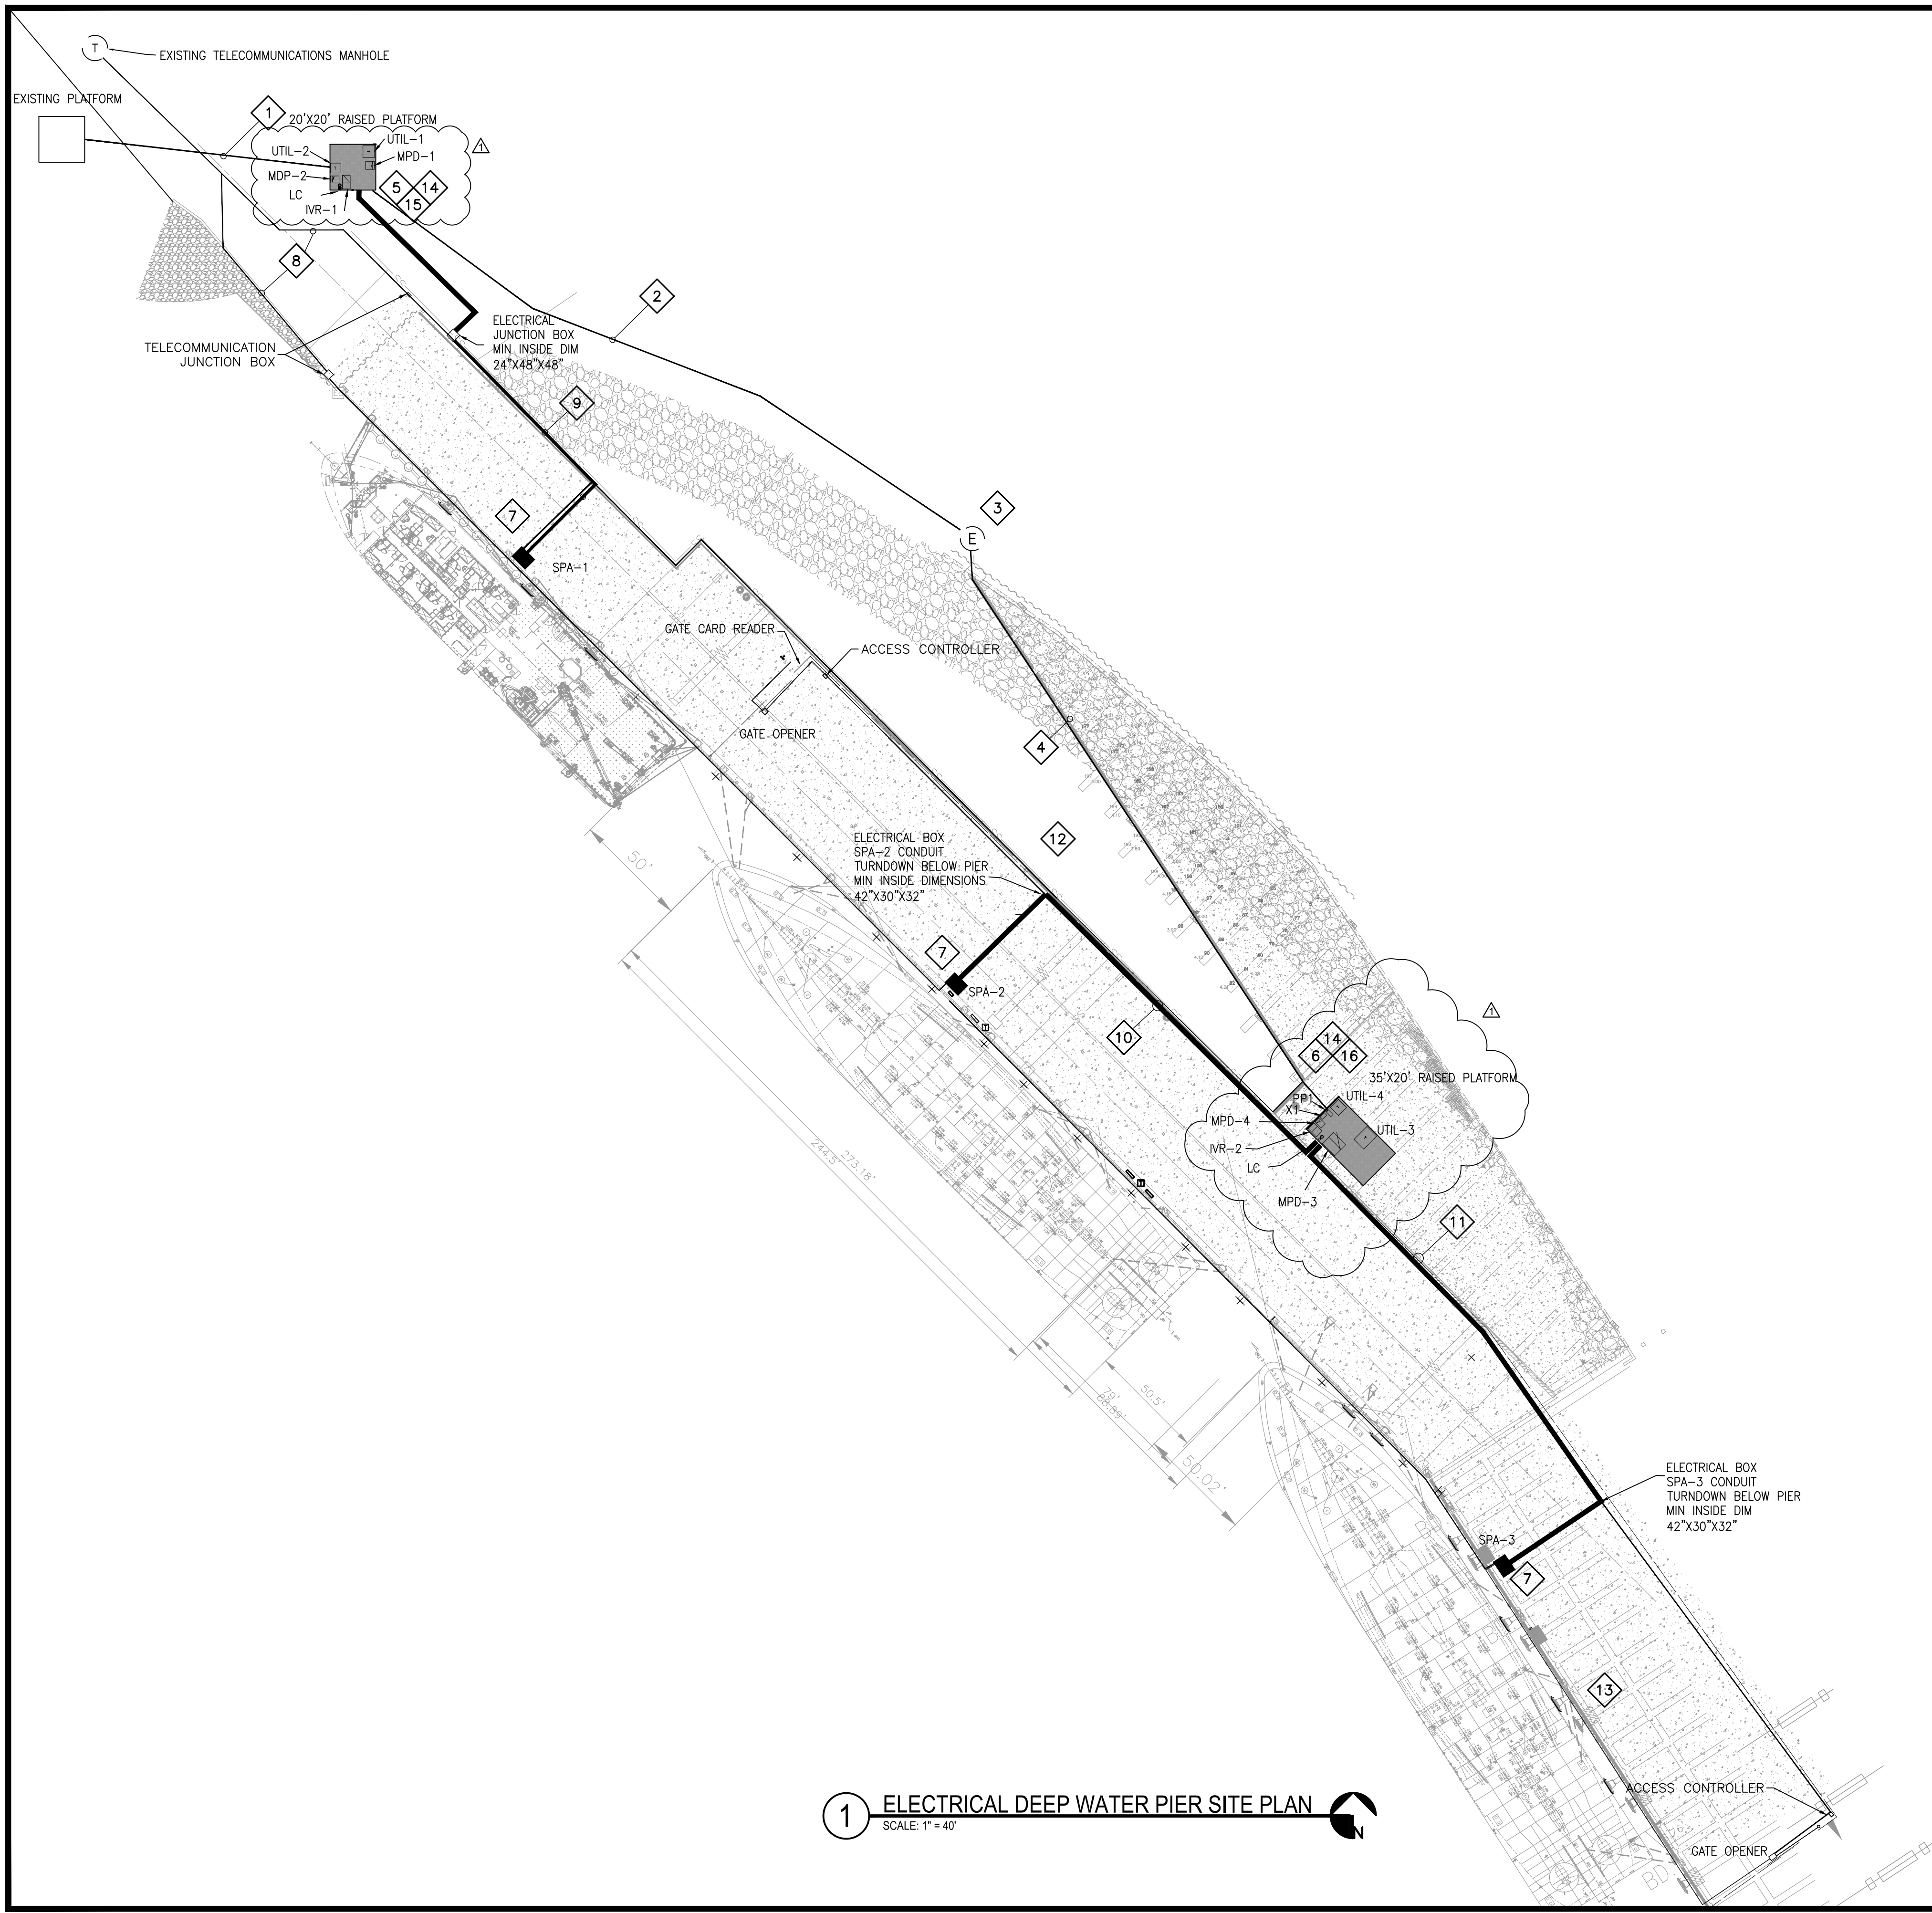 T
EXISTING TELECOMMUNICATIONS MANHOLE
EXISTING PLATFORM
1
20'X20' RAISED PLATFORM
UTIL-1
UTIL-2
MPD-1
1
MDP-2
LC
IVR-1
5
14
15
8
2
TELECOMMUNICATION
JUNCTION BOX
ELECTRICAL
JUNCTION BOX
MIN INSIDE DIM
24"X48"X48"
9
7
SPA-1
3
E
GATE CARD READER
ACCESS CONTROLLER
GATE OPENER
4
50'
12
ELECTRICAL BOX
SPA-2 CONDUIT
TURNDOWN BELOW PIER
MIN INSIDE DIMENSIONS
42"X30"X32"
7
SPA-2
10
1
14
6
16
35'X20' RAISED PLATFORM
PP1
X1
UTIL-4
MPD-4
UTIL-3
IVR-2
LC
MPD-3
244.5'
273.18'
11
79'
88.89'
50.5'
50.02'
ELECTRICAL BOX
SPA-3 CONDUIT
TURNDOWN BELOW PIER
MIN INSIDE DIM
42"X30"X32"
SPA-3
7
13
ACCESS CONTROLLER
GATE OPENER
BD.
1
ELECTRICAL DEEP WATER PIER SITE PLAN
SCALE: 1" = 40'
N